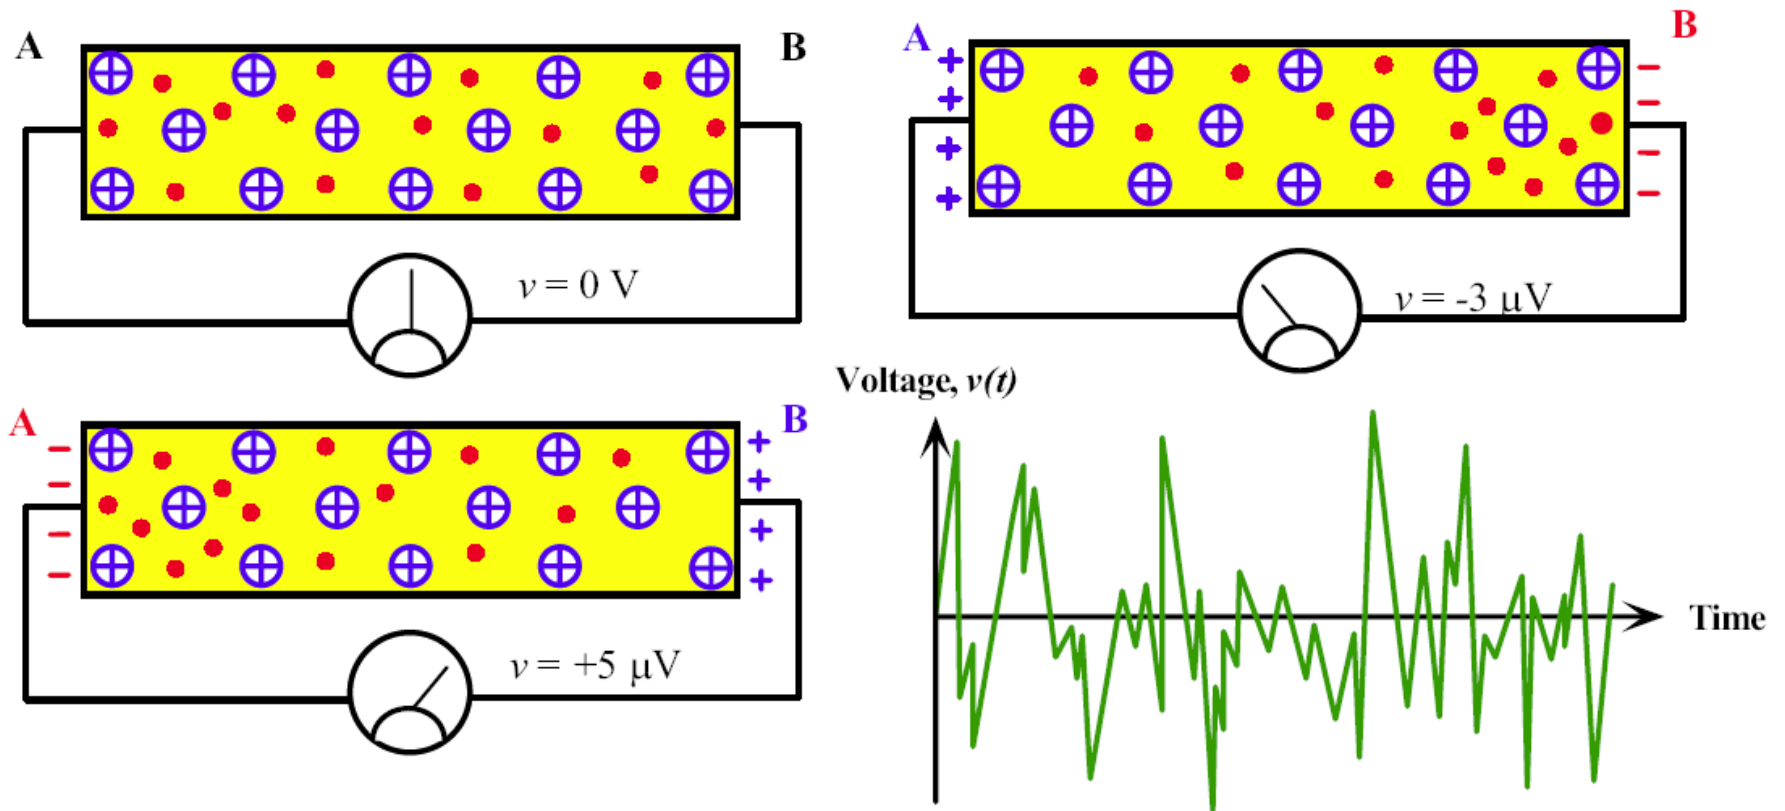 A
B
v = 0 V
A
B
+
+
+
+
−
−
−
−
v = -3 µV
A
B
−
−
−
−
+
+
+
+
v = +5 µV
Voltage, v(t)
Time